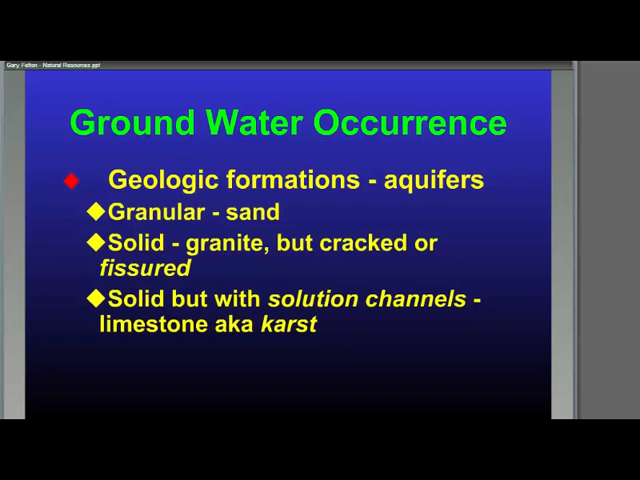 Gary Felton - Natural Resources.ppt
Ground Water Occurrence
Geologic formations - aquifers
Granular - sand
Solid - granite, but cracked or
fissured
Solid but with solution channels -
limestone aka karst